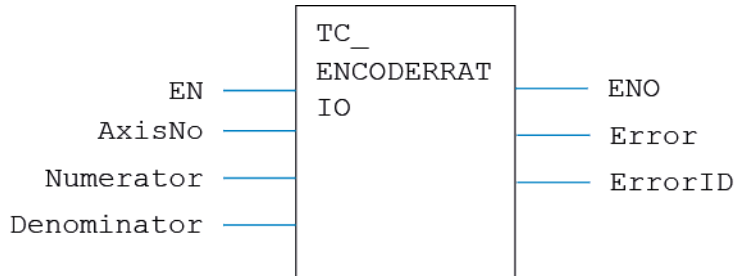 TC_
ENCODERRAT
IO
EN
AxisNo
Numerator
Denominator
ENO
Error
ErrorID